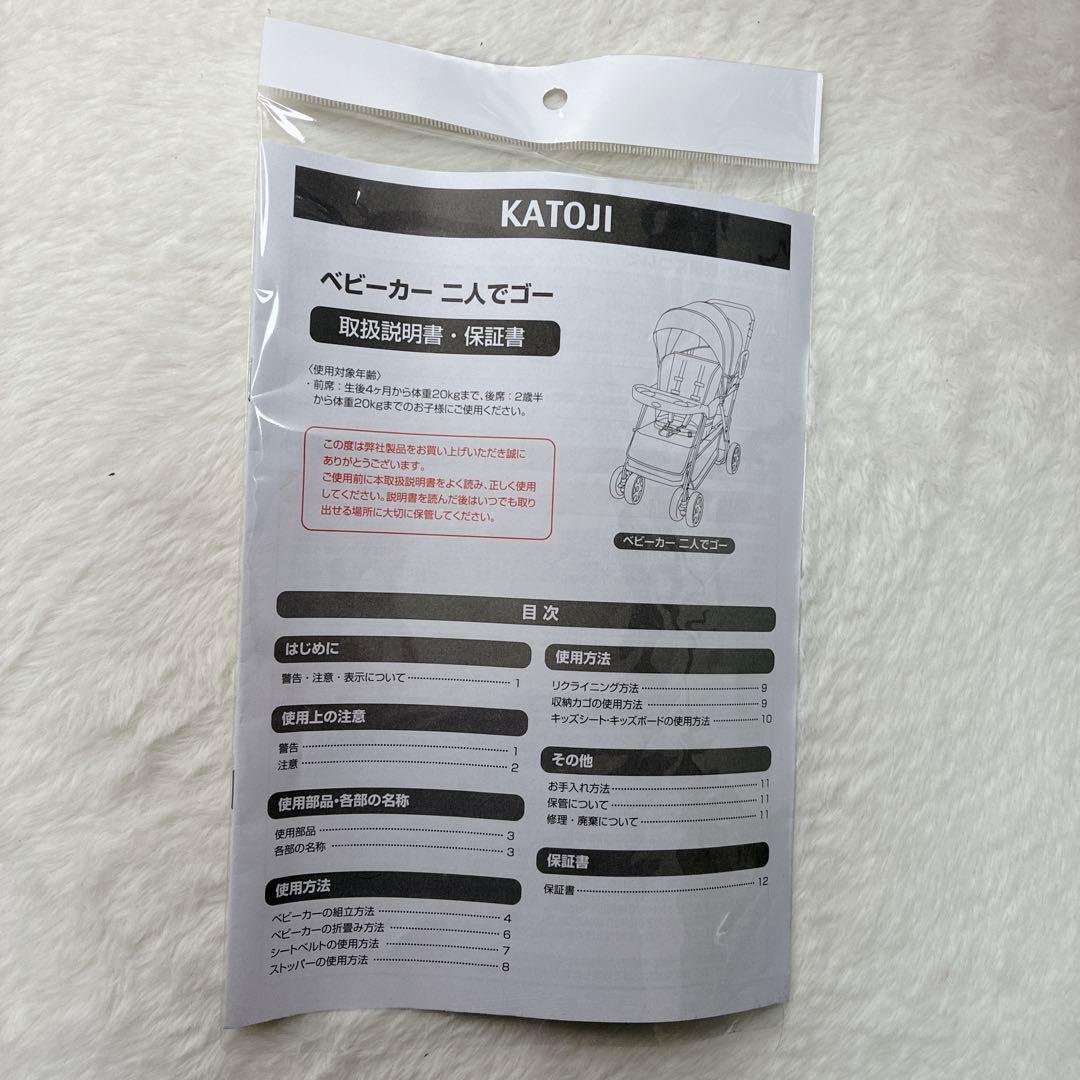 KATOJI
ベビーカー 二人でゴー
取扱説明書・保証書
〈使用対象年齢〉
・前席：生後4ヶ月から体重20kgまで、後席：2歳半
から体重20kgまでのお子様にご使用ください。
この度は弊社製品をお買い上げいただき誠に
ありがとうございます。
ご使用前に本取扱説明書をよく読み、正しく使用
してください。説明書を読んだ後はいつでも取り
出せる場所に大切に保管してください。
ベビーカー 二人でゴー
目次
はじめに
警告・注意・表示について 1
使用上の注意
警告 1
注意 2
使用部品・各部の名称
使用部品 3
各部の名称 3
使用方法
ベビーカーの組立方法 4
ベビーカーの折畳み方法 6
シートベルトの使用方法 7
ストッパーの使用方法 8
使用方法
リクライニング方法 9
収納カゴの使用方法 9
キッズシート・キッズボードの使用方法 10
その他
お手入れ方法 11
保管について 11
修理・廃棄について 11
保証書
保証書 12